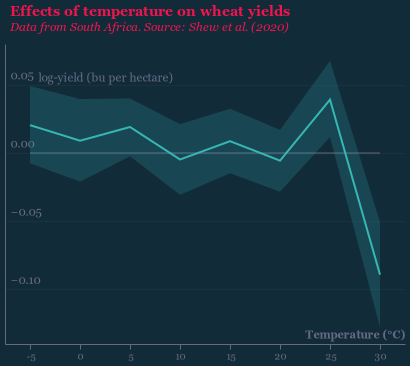 Effects of temperature on wheat yields
Data from South Africa. Source: Shew et al. (2020)
0.05 log-yield (bu per hectare)
0.00
−0.05
−0.10
Temperature (°C)
-5 0 5 10 15 20 25 30